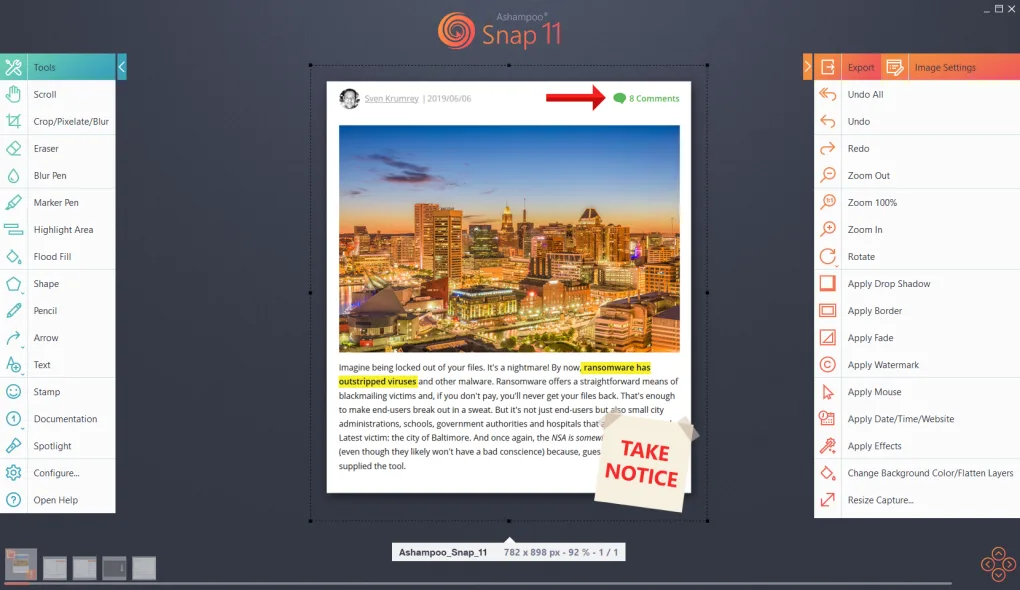 Ashampoo®
Snap 11
Tools
Scroll
Crop/Pixelate/Blur
Eraser
Blur Pen
Marker Pen
Highlight Area
Flood Fill
Shape
Pencil
Arrow
Text
Stamp
Documentation
Spotlight
Configure...
Open Help
Sven Krumrey | 2019/06/06
8 Comments
Imagine being locked out of your files. It's a nightmare! By now, ransomware has
outstripped viruses and other malware. Ransomware offers a straightforward means of
blackmailing victims and, if you don't pay, you'll never get your files back. That's enough
to make end-users break out in a sweat. But it's not just end-users but also small city
administrations, schools, government authorities and hospitals
Latest victim: the city of Baltimore. And once again, the NSA is
(even though they likely won't have a bad conscience) because,
supplied the tool.
TAKE
NOTICE
Ashampoo_Snap_11 782 x 898 px - 92 % - 1 / 1
Export
Image Settings
Undo All
Undo
Redo
Zoom Out
Zoom 100%
Zoom In
Rotate
Apply Drop Shadow
Apply Border
Apply Fade
Apply Watermark
Apply Mouse
Apply Date/Time/Website
Apply Effects
Change Background Color/Flatten Layers
Resize Capture...